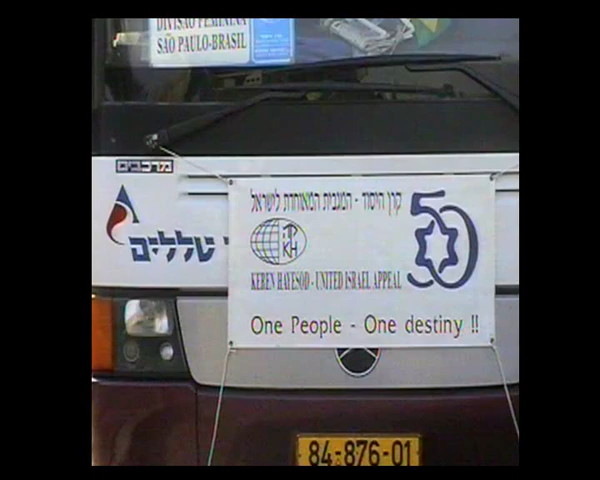 DIVISÃO FEMININA
SÃO PAULO-BRASIL
מרכבים
טללים
קרן היסוד - המגבית המאוחדת לישראל
50
KH
KEREN HAYESOD - UNITED ISRAEL APPEAL
One People - One destiny !!
84-876-01